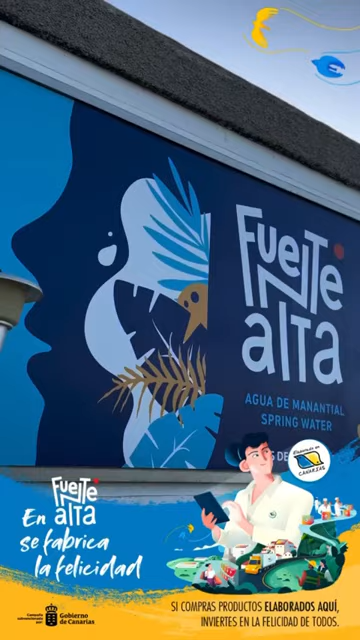 FUENTE
alTa
AGUA DE MANANTIAL
SPRING WATER
Elaborado en
CANARIAS
FUENTE
alTa
En
se fabrica
la felicidad
Gobierno
de Canarias
SI COMPRAS PRODUCTOS ELABORADOS AQUÍ,
INVIERTES EN LA FELICIDAD DE TODOS.